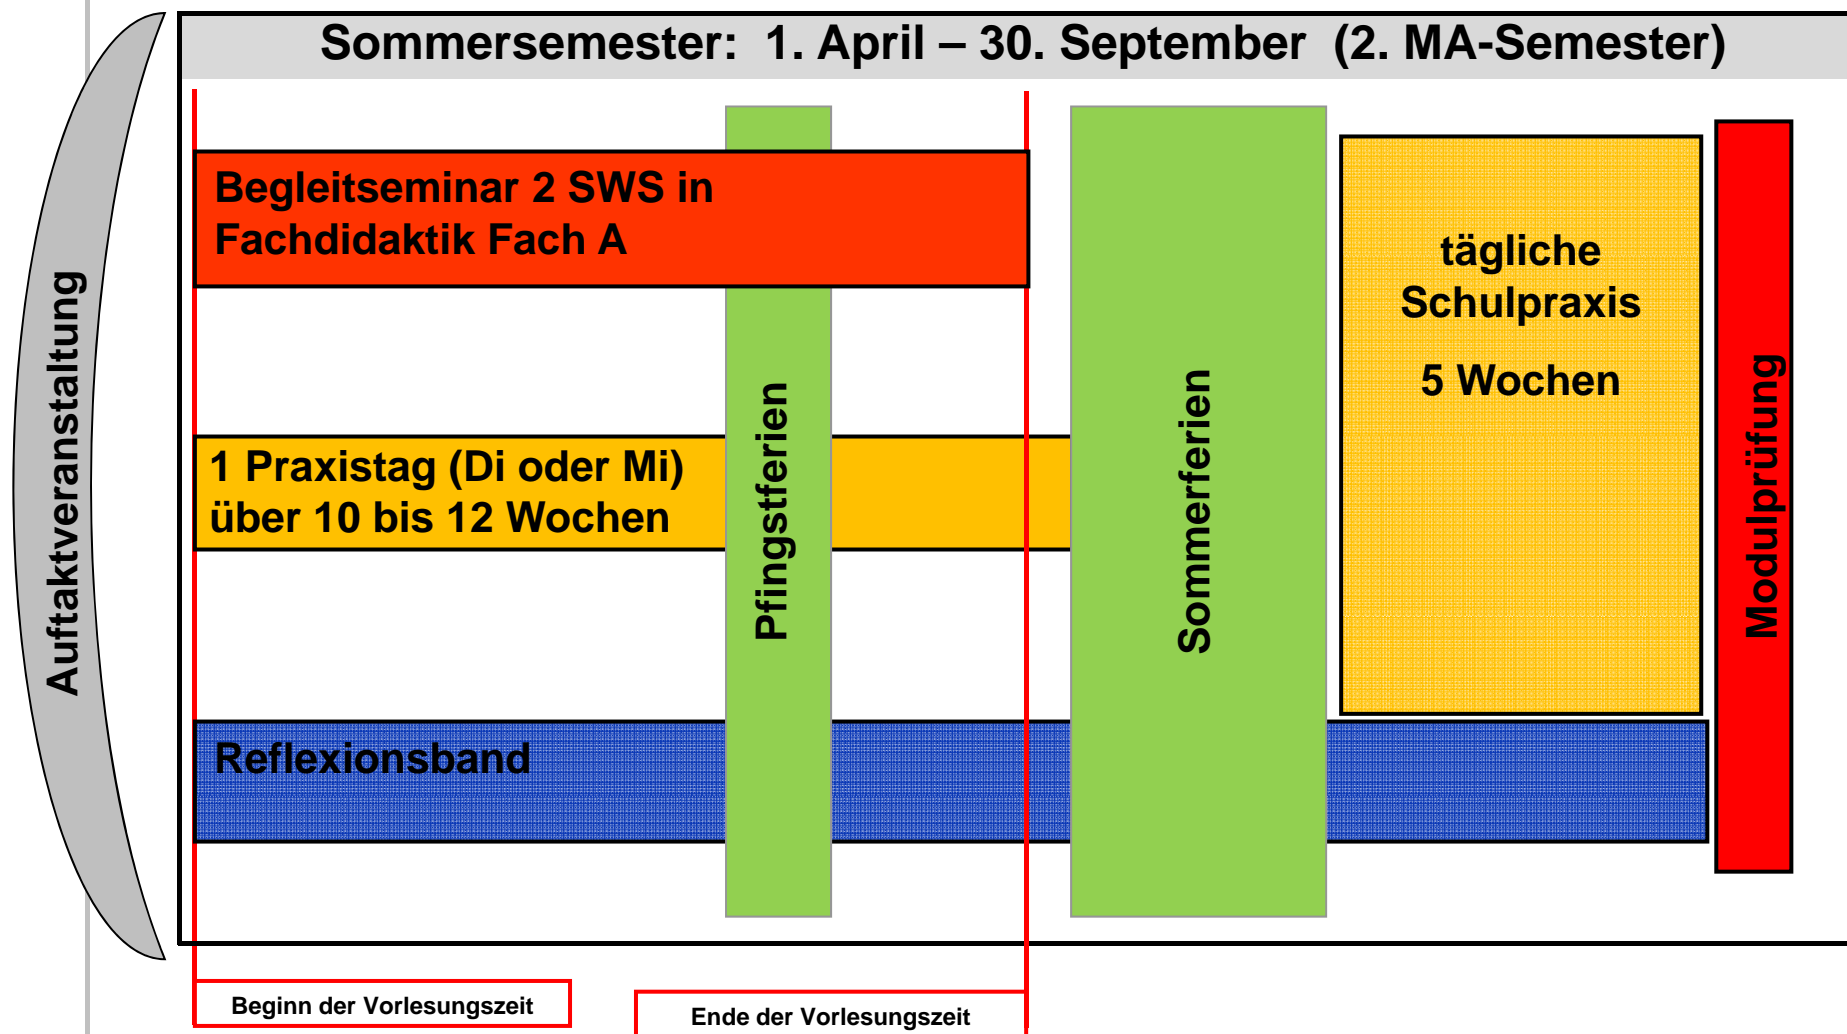 Sommersemester: 1. April – 30. September (2. MA-Semester)
Auftaktveranstaltung
Begleitseminar 2 SWS in
Fachdidaktik Fach A
1 Praxistag (Di oder Mi)
über 10 bis 12 Wochen
Reflexionsband
Pfingstferien
Sommerferien
tägliche
Schulpraxis
5 Wochen
Modulprüfung
Beginn der Vorlesungszeit
Ende der Vorlesungszeit